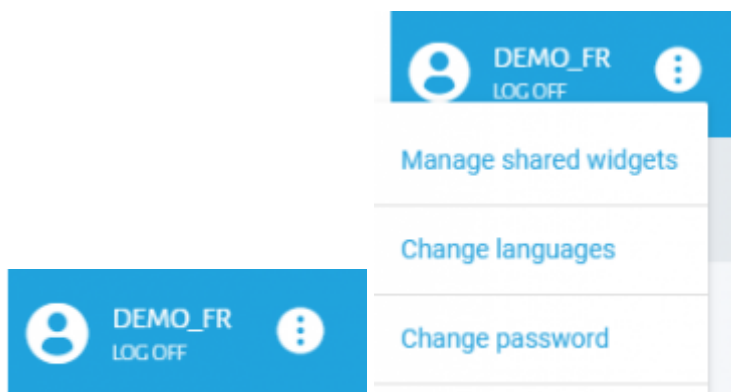 DEMO_FR
LOG OFF
DEMO_FR
LOG OFF
Manage shared widgets
Change languages
Change password